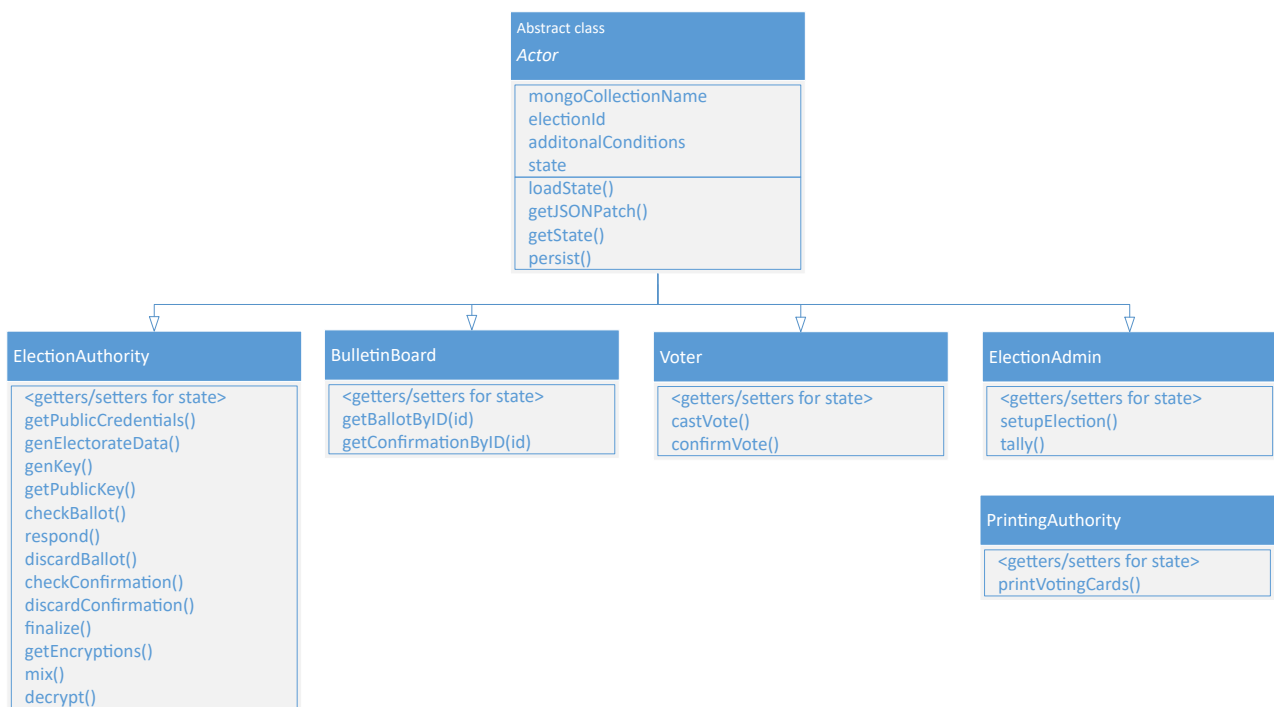 Abstract class
Actor
mongoCollectionName
electionId
additonalConditions
state
loadState()
getJSONPatch()
getState()
persist()
ElectionAuthority
<getters/setters for state>
getPublicCredentials()
genElectorateData()
genKey()
getPublicKey()
checkBallot()
respond()
discardBallot()
checkConfirmation()
discardConfirmation()
finalize()
getEncryptions()
mix()
decrypt()
BulletinBoard
<getters/setters for state>
getBallotByID(id)
getConfirmationByID(id)
Voter
<getters/setters for state>
castVote()
confirmVote()
ElectionAdmin
<getters/setters for state>
setupElection()
tally()
PrintingAuthority
<getters/setters for state>
printVotingCards()